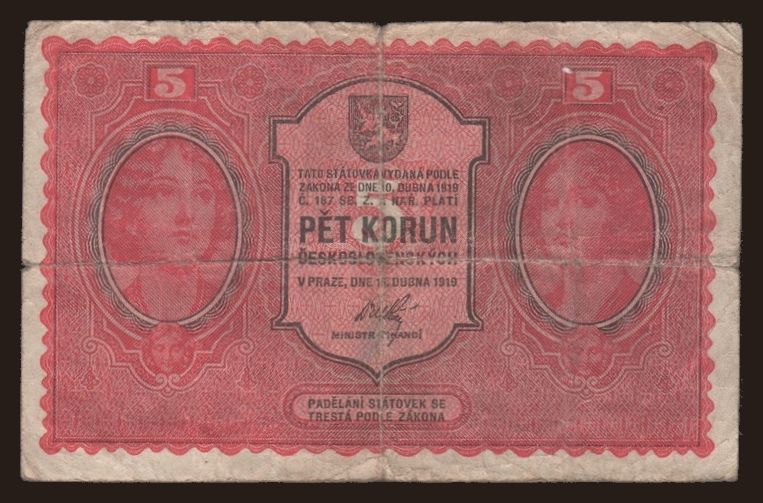 5 5
TATO STÁTOVKA VYDANÁ PODLE
ZÁKONA ZE DNE 10. DUBNA 1919
Č. 187 SB. Z. A NAŘ. PLATÍ
PĚT KORUN
ČESKOSLOVENSKÝCH
V PRAZE, DNE 15. DUBNA 1919
MINISTR FINANCÍ
PADĚLÁNÍ STÁTOVEK SE
TRESTÁ PODLE ZÁKONA